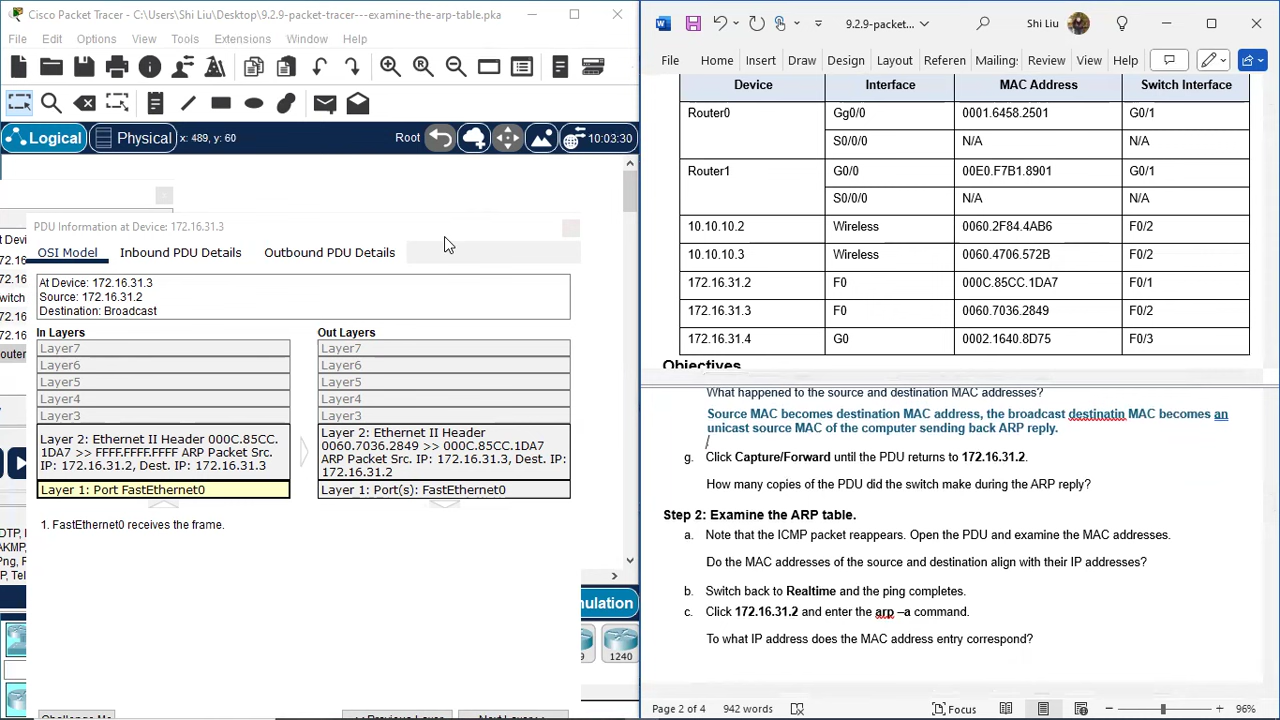 Cisco Packet Tracer - C:\Users\Shi Liu\Desktop\9.2.9-packet-tracer---examine-the-arp-table.pka
File Edit Options View Tools Extensions Window Help
Logical Physical x: 489, y: 60 Root 10:03:30
PDU Information at Device: 172.16.31.3
OSI Model Inbound PDU Details Outbound PDU Details
At Device: 172.16.31.3
Source: 172.16.31.2
Destination: Broadcast
In Layers Out Layers
Layer7 Layer7
Layer6 Layer6
Layer5 Layer5
Layer4 Layer4
Layer3 Layer3
Layer 2: Ethernet II Header 000C.85CC.
1DA7 >> FFFF.FFFF.FFFF ARP Packet Src.
IP: 172.16.31.2, Dest. IP: 172.16.31.3
Layer 2: Ethernet II Header
0060.7036.2849 >> 000C.85CC.1DA7
ARP Packet Src. IP: 172.16.31.3, Dest. IP:
172.16.31.2
Layer 1: Port FastEthernet0 Layer 1: Port(s): FastEthernet0
1. FastEthernet0 receives the frame.
Challenge Me << Previous Layer Next Layer >>
1240
9.2.9-packet... Shi Liu
File Home Insert Draw Design Layout Referen Mailing: Review View Help
Device Interface MAC Address Switch Interface
Router0 Gg0/0 0001.6458.2501 G0/1
S0/0/0 N/A N/A
Router1 G0/0 00E0.F7B1.8901 G0/1
S0/0/0 N/A N/A
10.10.10.2 Wireless 0060.2F84.4AB6 F0/2
10.10.10.3 Wireless 0060.4706.572B F0/2
172.16.31.2 F0 000C.85CC.1DA7 F0/1
172.16.31.3 F0 0060.7036.2849 F0/2
172.16.31.4 G0 0002.1640.8D75 F0/3
Objectives
What happened to the source and destination MAC addresses?
Source MAC becomes destination MAC address, the broadcast destinatin MAC becomes an
unicast source MAC of the computer sending back ARP reply.
g. Click Capture/Forward until the PDU returns to 172.16.31.2.
How many copies of the PDU did the switch make during the ARP reply?
Step 2: Examine the ARP table.
a. Note that the ICMP packet reappears. Open the PDU and examine the MAC addresses.
Do the MAC addresses of the source and destination align with their IP addresses?
b. Switch back to Realtime and the ping completes.
c. Click 172.16.31.2 and enter the arp –a command.
To what IP address does the MAC address entry correspond?
Page 2 of 4 942 words Focus 96%